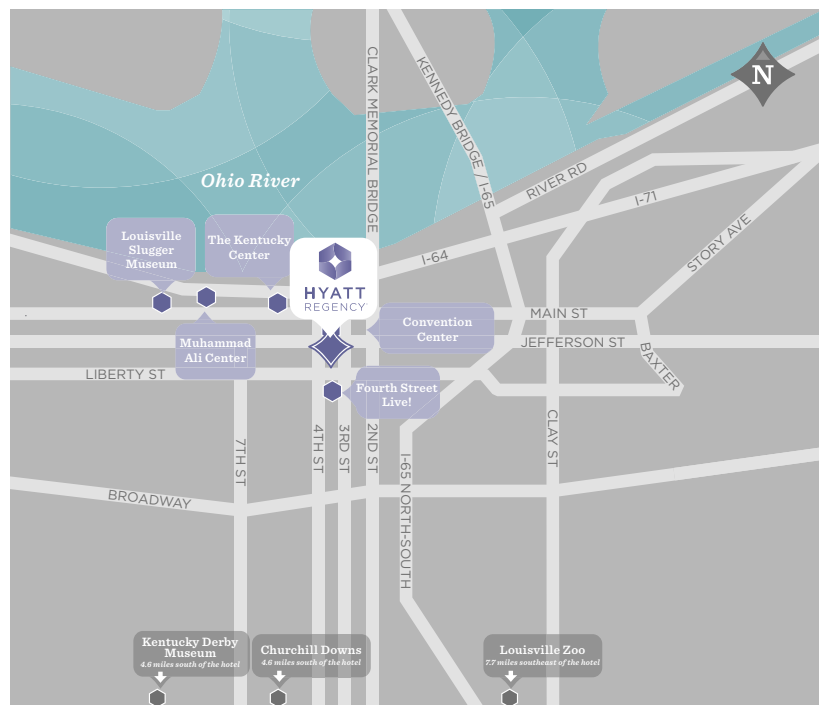 N
CLARK MEMORIAL BRIDGE
KENNEDY BRIDGE / I-65
RIVER RD
Ohio River
I-71
Louisville
Slugger
Museum
The Kentucky
Center
STORY AVE
I-64
HYATT
REGENCY
MAIN ST
Convention
Center
JEFFERSON ST
Muhammad
Ali Center
BAXTER
LIBERTY ST
Fourth Street
Live!
7TH ST
4TH ST
3RD ST
2ND ST
CLAY ST
I-65 NORTH-SOUTH
BROADWAY
Kentucky Derby
Museum
4.6 miles south of the hotel
Churchill Downs
4.6 miles south of the hotel
Louisville Zoo
7.7 miles southeast of the hotel